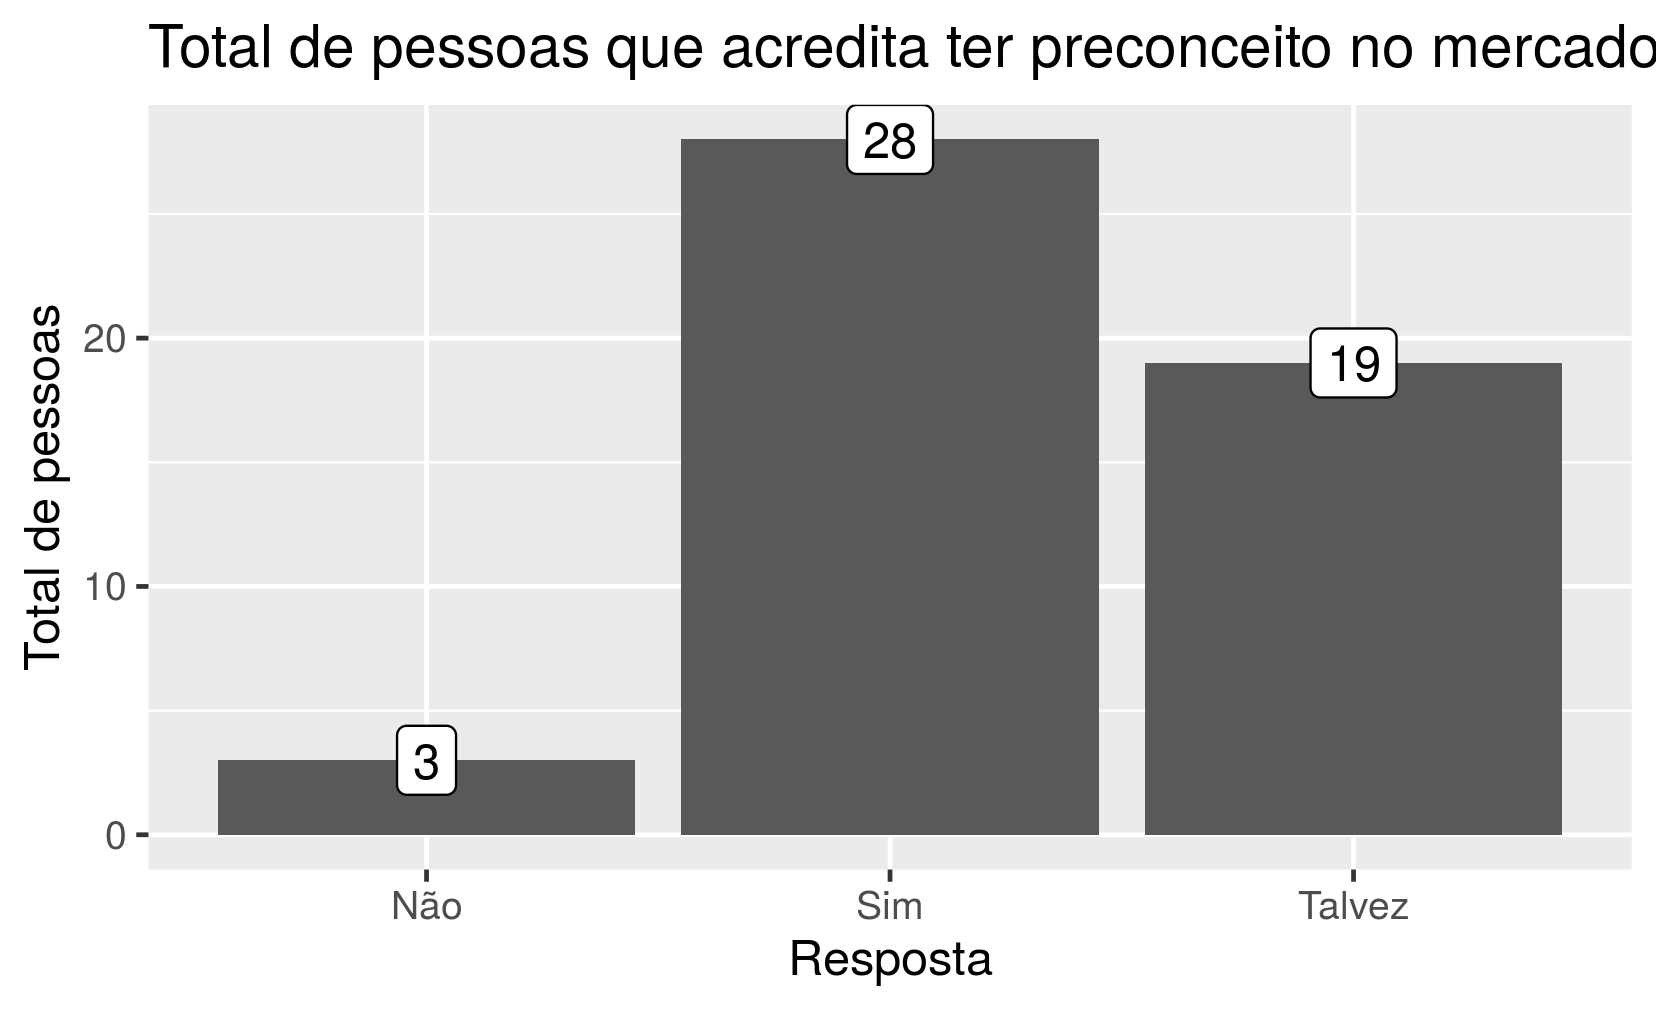 Total de pessoas que acredita ter preconceito no mercado
Total de pessoas
20
10
0
3
28
19
Não
Sim
Talvez
Resposta